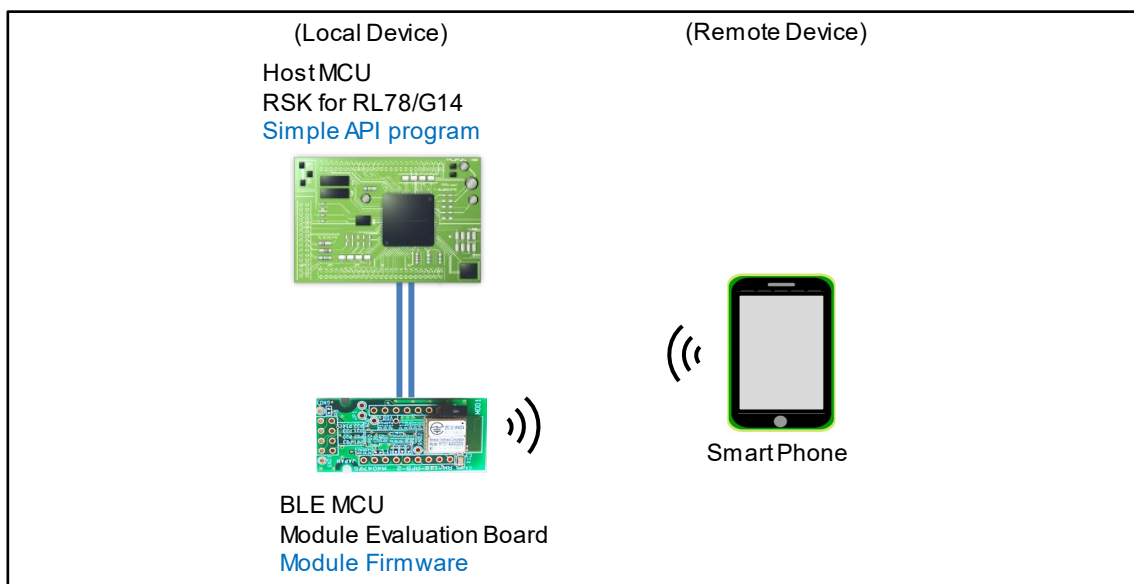 (Local Device)
(Remote Device)
Host MCU
RSK for RL78/G14
Simple API program
Smart Phone
BLE MCU
Module Evaluation Board
Module Firmware